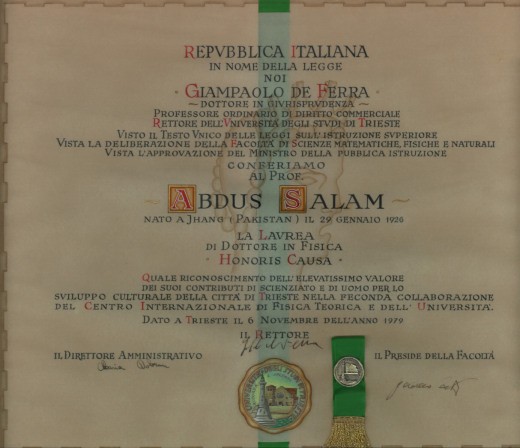 REPVBBLICA ITALIANA
IN NOME DELLA LEGGE
NOI
GIAMPAOLO DE FERRA
~ DOTTORE IN GIVRISPRVDENZA ~
PROFESSORE ORDINARIO DI DIRITTO COMMERCIALE
RETTORE DELL'VNIVERSITÀ DEGLI STVDI DI TRIESTE
VISTO IL TESTO VNICO DELLE LEGGI SULL'ISTRUZIONE SVPERIORE
VISTA LA DELIBERAZIONE DELLA FACOLTÀ DI SCIENZE MATEMATICHE, FISICHE E NATURALI
VISTA L'APPROVAZIONE DEL MINISTRO DELLA PVBBLICA ISTRUZIONE
CONFERIAMO
AL PROF.
ABDUS SALAM
NATO A JHANG (PAKISTAN) IL 29 GENNAIO 1926
LA LAVREA
DI DOTTORE IN FISICA
· HONORIS CAUSA ·
QUALE RICONOSCIMENTO DELL'ELEVATISSIMO VALORE
DEI SUOI CONTRIBUTI DI SCIENZIATO E DI UOMO PER LO
SVILUPPO CULTURALE DELLA CITTÀ DI TRIESTE NELLA FECONDA COLLABORAZIONE
DEL CENTRO INTERNAZIONALE DI FISICA TEORICA E DELL'UNIVERSITÀ.
DATO A TRIESTE IL 6 NOVEMBRE DELL'ANNO 1979
IL RETTORE
IL DIRETTORE AMMINISTRATIVO
IL PRESIDE DELLA FACOLTÀ